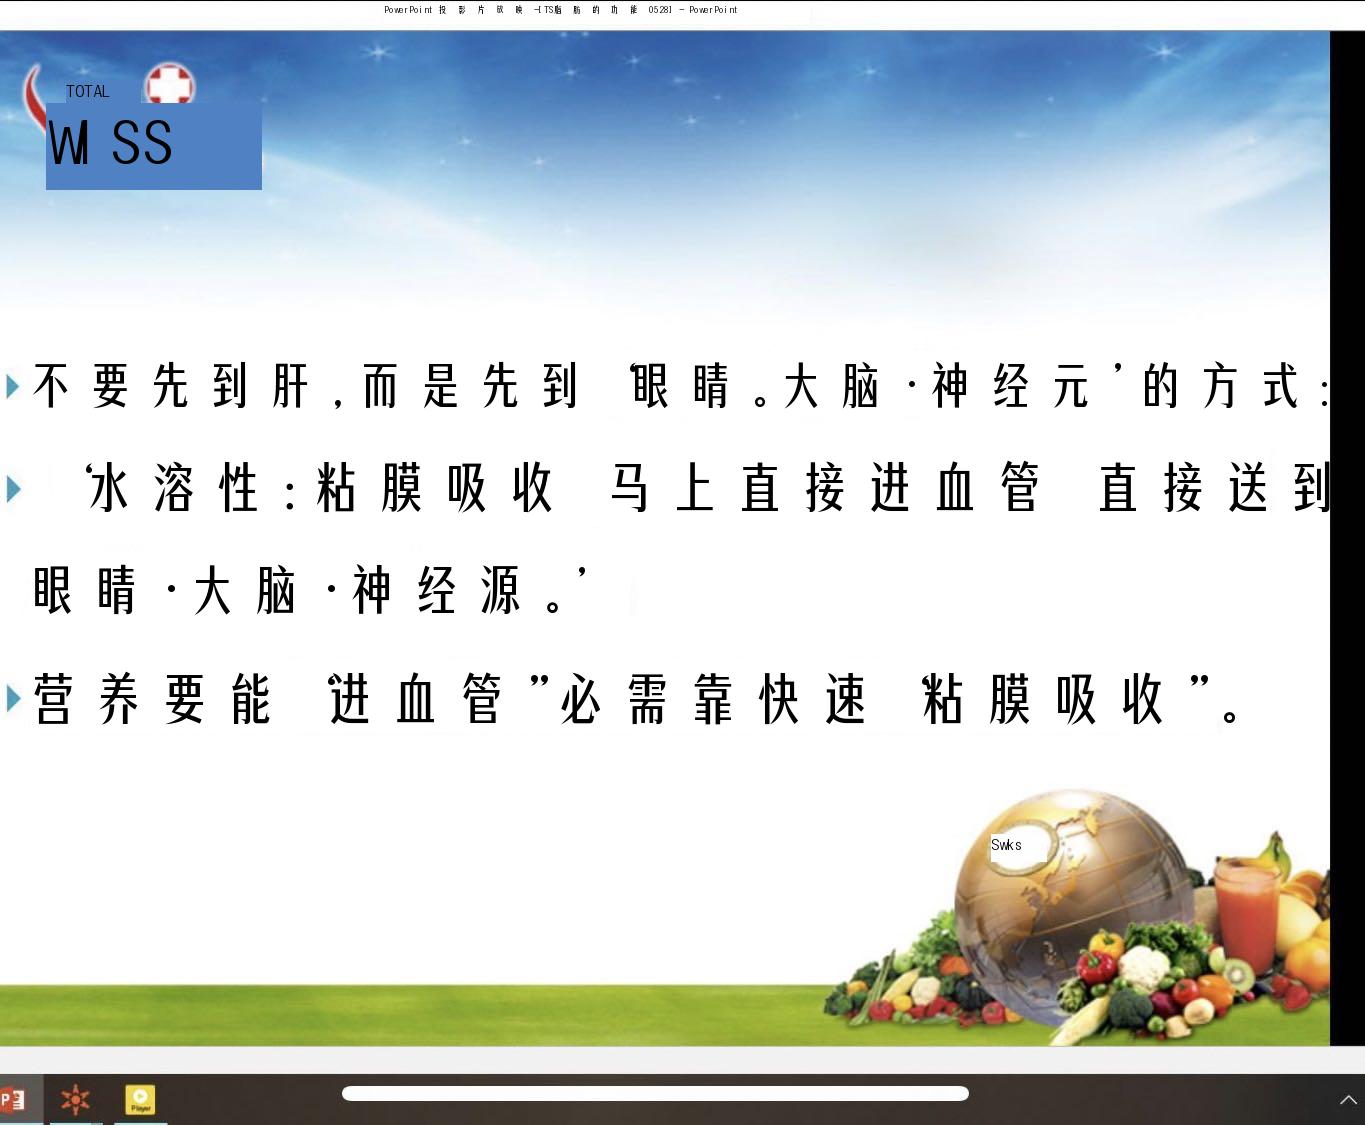 PowerPoint 投影片放映 -[TS脂肪的功能 0528] - PowerPoint
TOTAL
WISS
不要先到肝,而是先到 ‘眼睛。大脑·神经元’的方式:
‘水溶性:粘膜吸收 马上直接进血管 直接送到
眼睛·大脑·神经源。’
营养要能 “进血管”必需靠快速 “粘膜吸收”。
Swks
Player